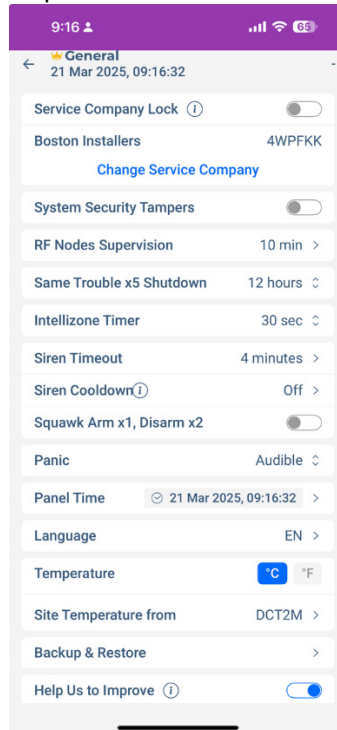 9:16
65
General
21 Mar 2025, 09:16:32
Service Company Lock i
Boston Installers 4WPFKK
Change Service Company
System Security Tampers
RF Nodes Supervision 10 min >
Same Trouble x5 Shutdown 12 hours
Intellizone Timer 30 sec
Siren Timeout 4 minutes >
Siren Cooldown i Off >
Squawk Arm x1, Disarm x2
Panic Audible
Panel Time 21 Mar 2025, 09:16:32 >
Language EN >
Temperature °C °F
Site Temperature from DCT2M >
Backup & Restore >
Help Us to Improve i